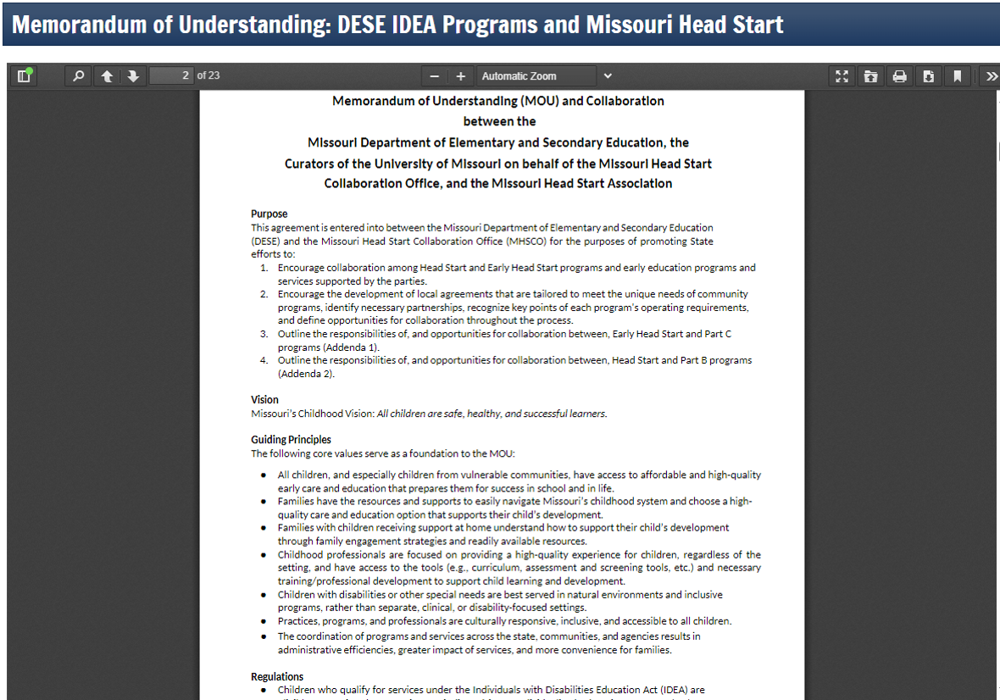 Memorandum of Understanding: DESE IDEA Programs and Missouri Head Start
2 of 23
Automatic Zoom
Memorandum of Understanding (MOU) and Collaboration
between the
Missouri Department of Elementary and Secondary Education, the
Curators of the University of Missouri on behalf of the Missouri Head Start
Collaboration Office, and the Missouri Head Start Association
Purpose
This agreement is entered into between the Missouri Department of Elementary and Secondary Education
(DESE) and the Missouri Head Start Collaboration Office (MHSCO) for the purposes of promoting State
efforts to:
1. Encourage collaboration among Head Start and Early Head Start programs and early education programs and
services supported by the parties.
2. Encourage the development of local agreements that are tailored to meet the unique needs of community
programs, identify necessary partnerships, recognize key points of each program's operating requirements,
and define opportunities for collaboration throughout the process.
3. Outline the responsibilities of, and opportunities for collaboration between, Early Head Start and Part C
programs (Addenda 1).
4. Outline the responsibilities of, and opportunities for collaboration between, Head Start and Part B programs
(Addenda 2).
Vision
Missouri's Childhood Vision: All children are safe, healthy, and successful learners.
Guiding Principles
The following core values serve as a foundation to the MOU:
• All children, and especially children from vulnerable communities, have access to affordable and high-quality
early care and education that prepares them for success in school and in life.
• Families have the resources and supports to easily navigate Missouri's childhood system and choose a high-
quality care and education option that supports their child's development.
• Families with children receiving support at home understand how to support their child's development
through family engagement strategies and readily available resources.
• Childhood professionals are focused on providing a high-quality experience for children, regardless of the
setting, and have access to the tools (e.g., curriculum, assessment and screening tools, etc.) and necessary
training/professional development to support child learning and development.
• Children with disabilities or other special needs are best served in natural environments and inclusive
programs, rather than separate, clinical, or disability-focused settings.
• Practices, programs, and professionals are culturally responsive, inclusive, and accessible to all children.
• The coordination of programs and services across the state, communities, and agencies results in
administrative efficiencies, greater impact of services, and more convenience for families.
Regulations
• Children who qualify for services under the Individuals with Disabilities Education Act (IDEA) are